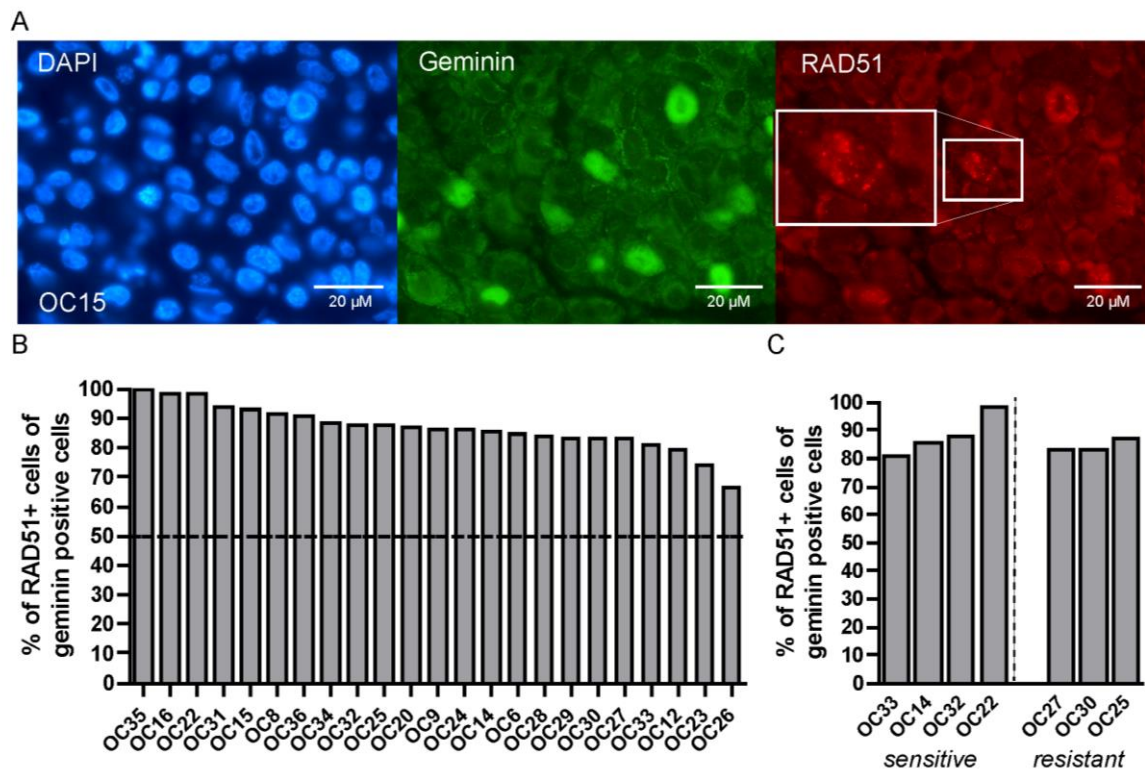 A
DAPI
Geminin
RAD51
OC15
20 µM
20 µM
20 µM
B
% of RAD51+ cells of
geminin positive cells
100
90
80
70
60
50
40
30
20
10
0
OC35
OC16
OC22
OC31
OC15
OC8
OC36
OC34
OC32
OC25
OC20
OC9
OC24
OC14
OC6
OC28
OC29
OC30
OC27
OC33
OC12
OC23
OC26
C
% of RAD51+ cells of
geminin positive cells
100
90
80
70
60
50
40
30
20
10
0
OC33
OC14
OC32
OC22
OC27
OC30
OC25
sensitive
resistant